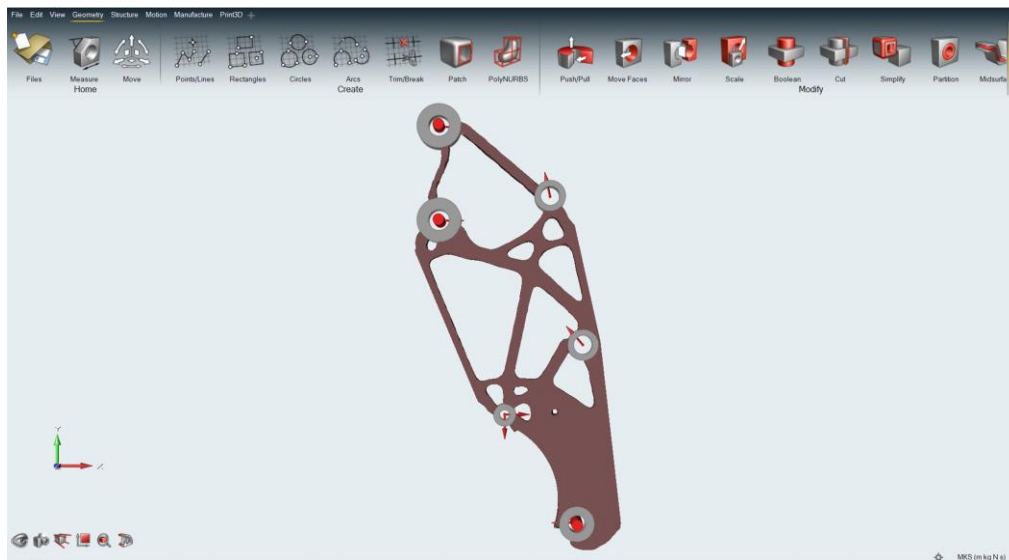 File Edit View Geometry Structure Motion Manufacture Print3D +
Files Measure Move Points/Lines Rectangles Circles Arcs Trim/Break Patch PolyNURBS Push/Pull Move Faces Mirror Scale Boolean Cut Simplify Partition Midsurfa
Home Create Modify
Y
X
MKS (m kg N s)